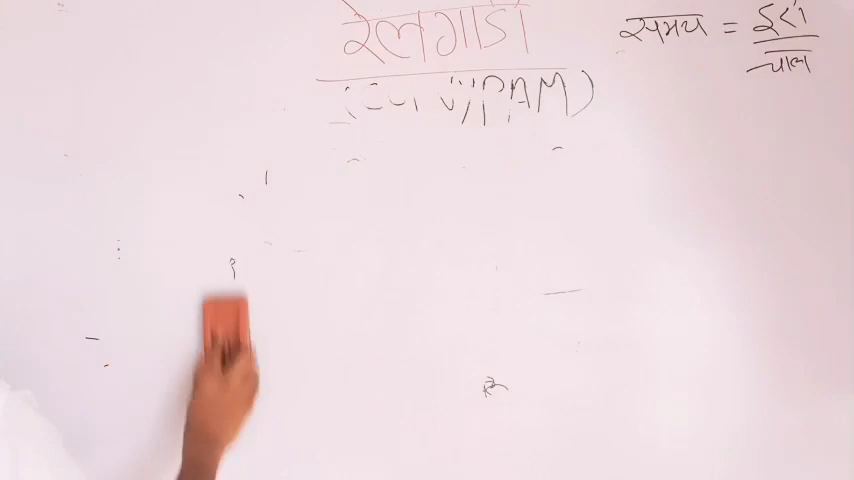 रेलगाड़ी
समय = दूरी
चाल